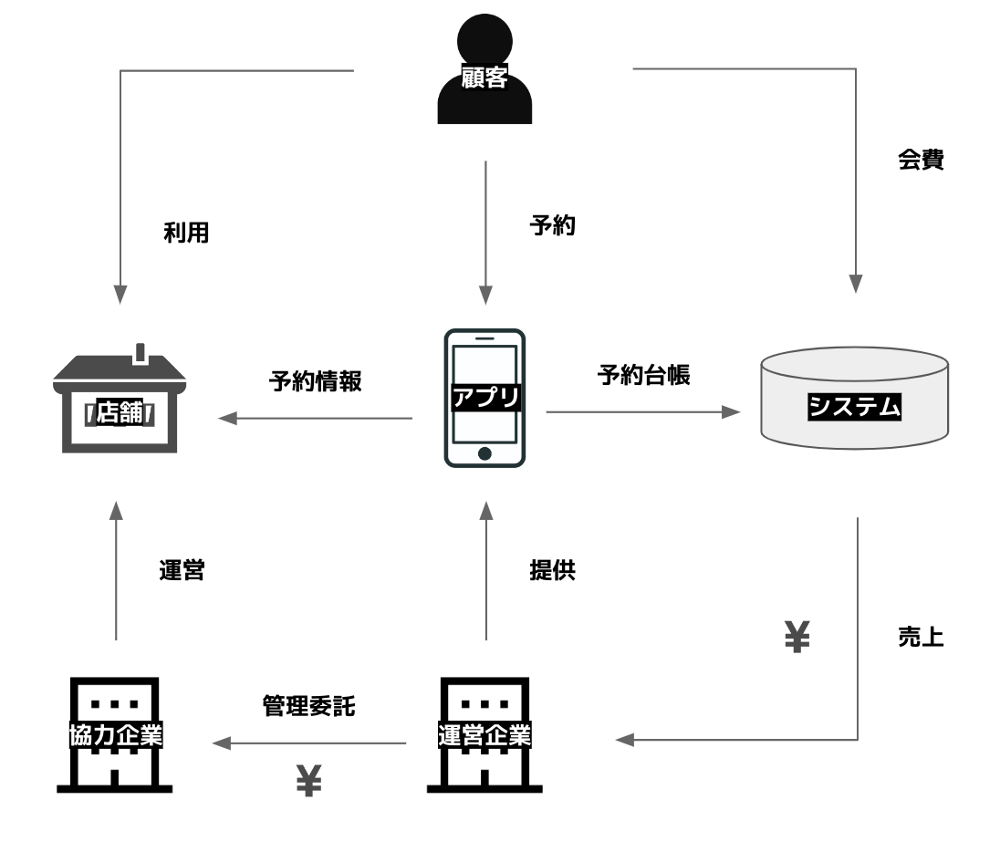 顧客
会費
利用
予約
予約情報
予約台帳
店舗
アプリ
システム
運営
提供
¥
売上
管理委託
協力企業
運営企業
¥